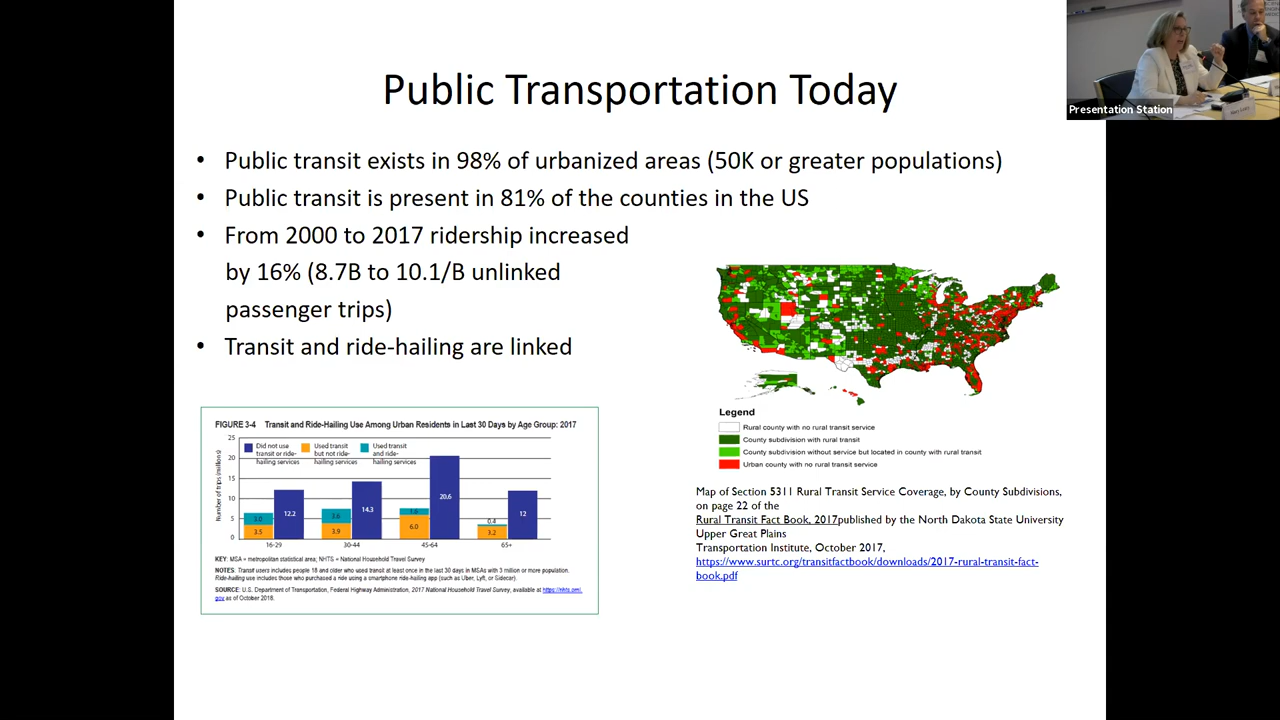 Public Transportation Today
Presentation Station
• Public transit exists in 98% of urbanized areas (50K or greater populations)
• Public transit is present in 81% of the counties in the US
• From 2000 to 2017 ridership increased
by 16% (8.7B to 10.1/B unlinked
passenger trips)
• Transit and ride-hailing are linked
FIGURE 3-4 Transit and Ride-Hailing Use Among Urban Residents in Last 30 Days by Age Group: 2017
Number of trips (millions)
25
20
15
10
5
0
Did not use transit or ride-hailing services
Used transit but not ride-hailing services
Used transit and ride-hailing services
3.0
3.5
12.2
3.6
3.9
14.3
1.6
6.0
20.6
0.4
3.2
12
16-29
30-44
45-64
65+
KEY: MSA = metropolitan statistical area, NHTS = National Household Travel Survey
NOTES: Transit users includes people 18 and older who used transit at least once in the last 30 days in MSAs with 3 million or more population.
Ride-hailing use includes those who purchased a ride using a smartphone ride-hailing app (such as Uber, Lyft, or Sidecar).
SOURCE: U.S. Department of Transportation, Federal Highway Administration, 2017 National Household Travel Survey, available at https://nhts.ornl.
gov as of October 2018.
Legend
Rural county with no rural transit service
County subdivision with rural transit
County subdivision without service but located in county with rural transit
Urban county with no rural transit service
Map of Section 5311 Rural Transit Service Coverage, by County Subdivisions,
on page 22 of the
Rural Transit Fact Book, 2017published by the North Dakota State University
Upper Great Plains
Transportation Institute, October 2017,
https://www.surtc.org/transitfactbook/downloads/2017-rural-transit-fact-
book.pdf